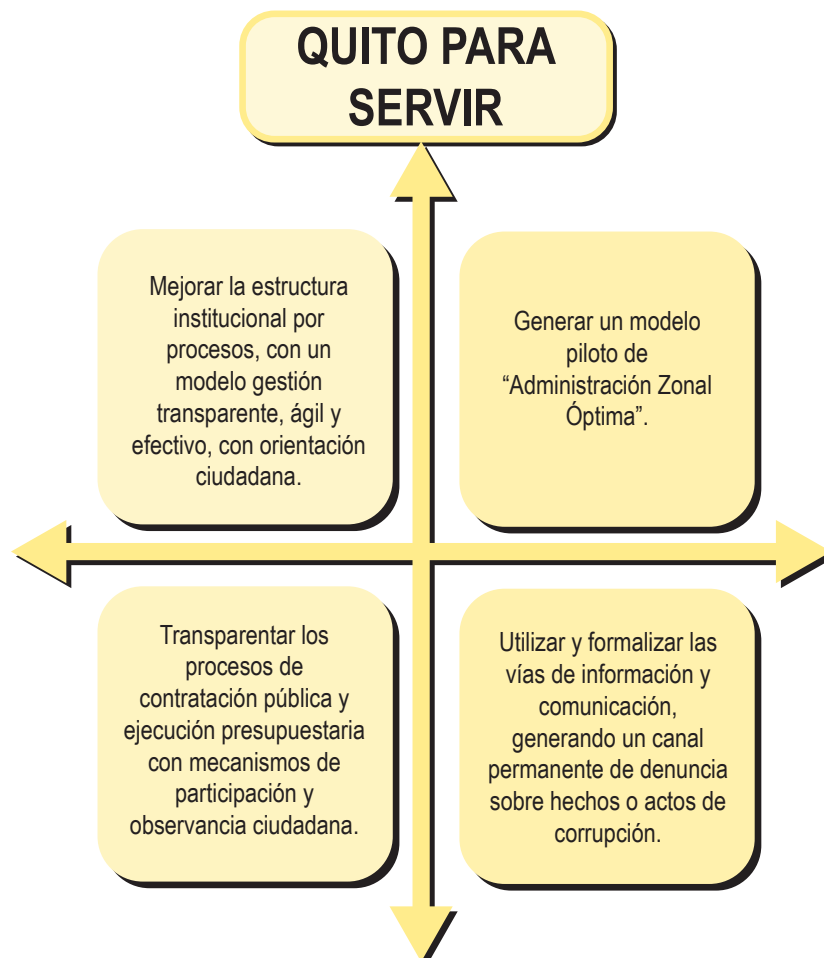 QUITO PARA
SERVIR
Mejorar la estructura
institucional por
procesos, con un
modelo gestión
transparente, ágil y
efectivo, con orientación
ciudadana.
Generar un modelo
piloto de
“Administración Zonal
Óptima”.
Transparentar los
procesos de
contratación pública y
ejecución presupuestaria
con mecanismos de
participación y
observancia ciudadana.
Utilizar y formalizar las
vías de información y
comunicación,
generando un canal
permanente de denuncia
sobre hechos o actos de
corrupción.